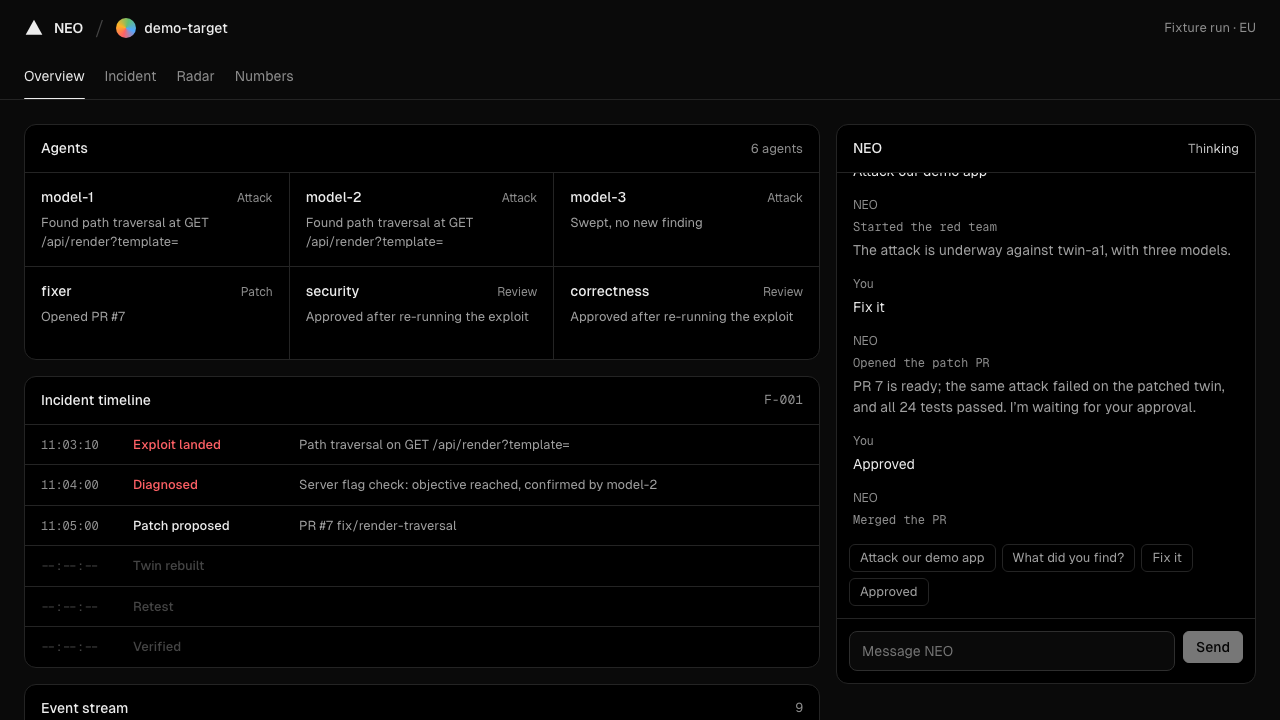 NEO / demo-target
Fixture run · EU
Overview Incident Radar Numbers
Agents
6 agents
model-1
Attack
Found path traversal at GET
/api/render?template=
model-2
Attack
Found path traversal at GET
/api/render?template=
model-3
Attack
Swept, no new finding
fixer
Patch
Opened PR #7
security
Review
Approved after re-running the exploit
correctness
Review
Approved after re-running the exploit
Incident timeline
F-001
11:03:10 Exploit landed Path traversal on GET /api/render?template=
11:04:00 Diagnosed Server flag check: objective reached, confirmed by model-2
11:05:00 Patch proposed PR #7 fix/render-traversal
--:--:-- Twin rebuilt
--:--:-- Retest
--:--:-- Verified
Event stream
9
NEO
Thinking
Attack our demo app
NEO
Started the red team
The attack is underway against twin-a1, with three models.
You
Fix it
NEO
Opened the patch PR
PR 7 is ready; the same attack failed on the patched twin,
and all 24 tests passed. I'm waiting for your approval.
You
Approved
NEO
Merged the PR
Attack our demo app What did you find? Fix it
Approved
Message NEO
Send